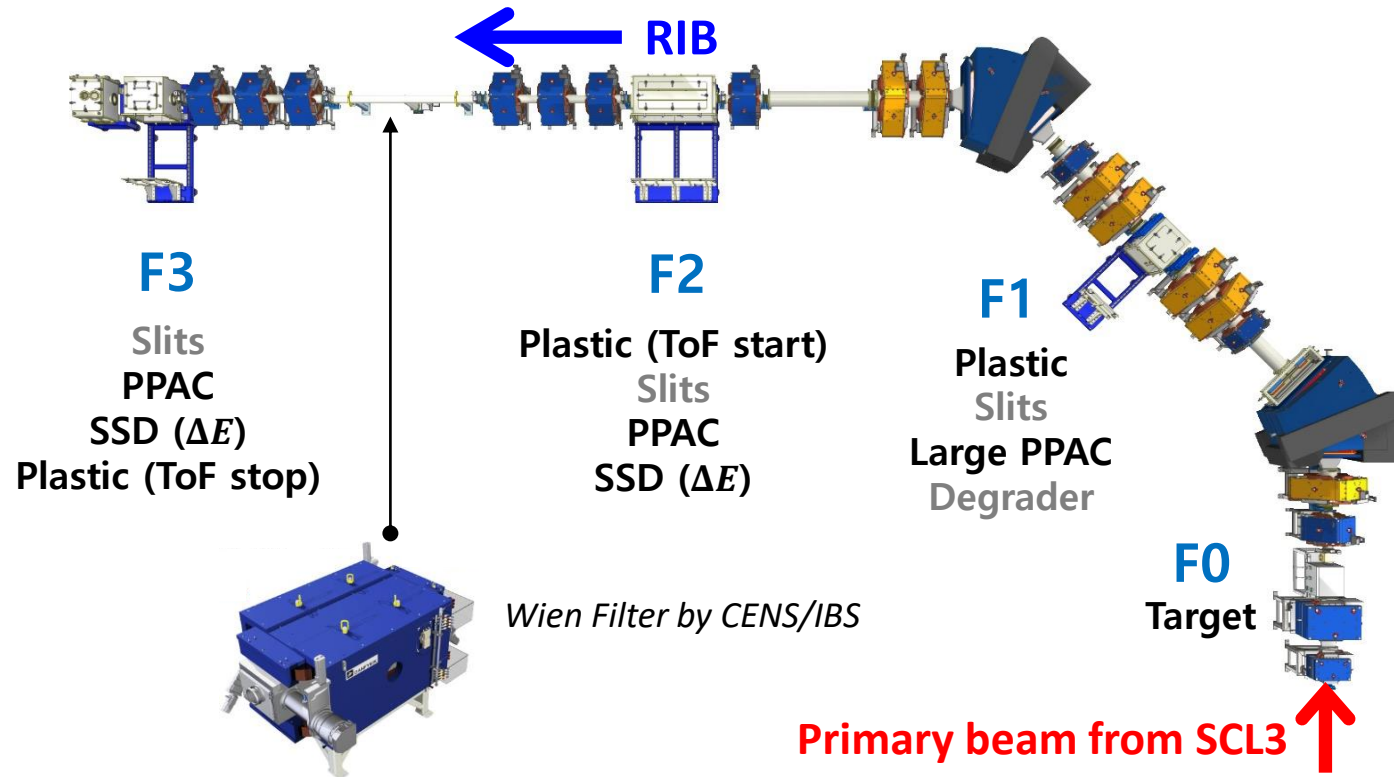 RIB
F3
Slits
PPAC
SSD (ΔE)
Plastic (ToF stop)
F2
Plastic (ToF start)
Slits
PPAC
SSD (ΔE)
F1
Plastic
Slits
Large PPAC
Degrader
F0
Target
Wien Filter by CENS/IBS
Primary beam from SCL3